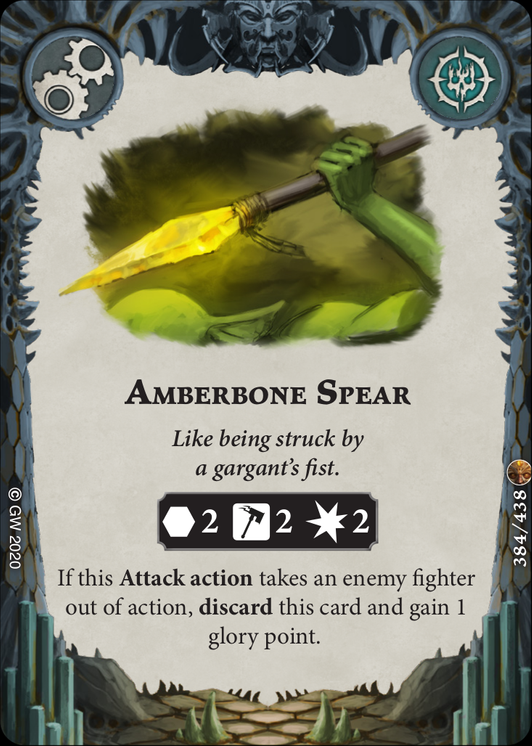 Amberbone Spear
Like being struck by
a gargant's fist.
2 2 2
If this Attack action takes an enemy fighter
out of action, discard this card and gain 1
glory point.
© GW 2020
384/438